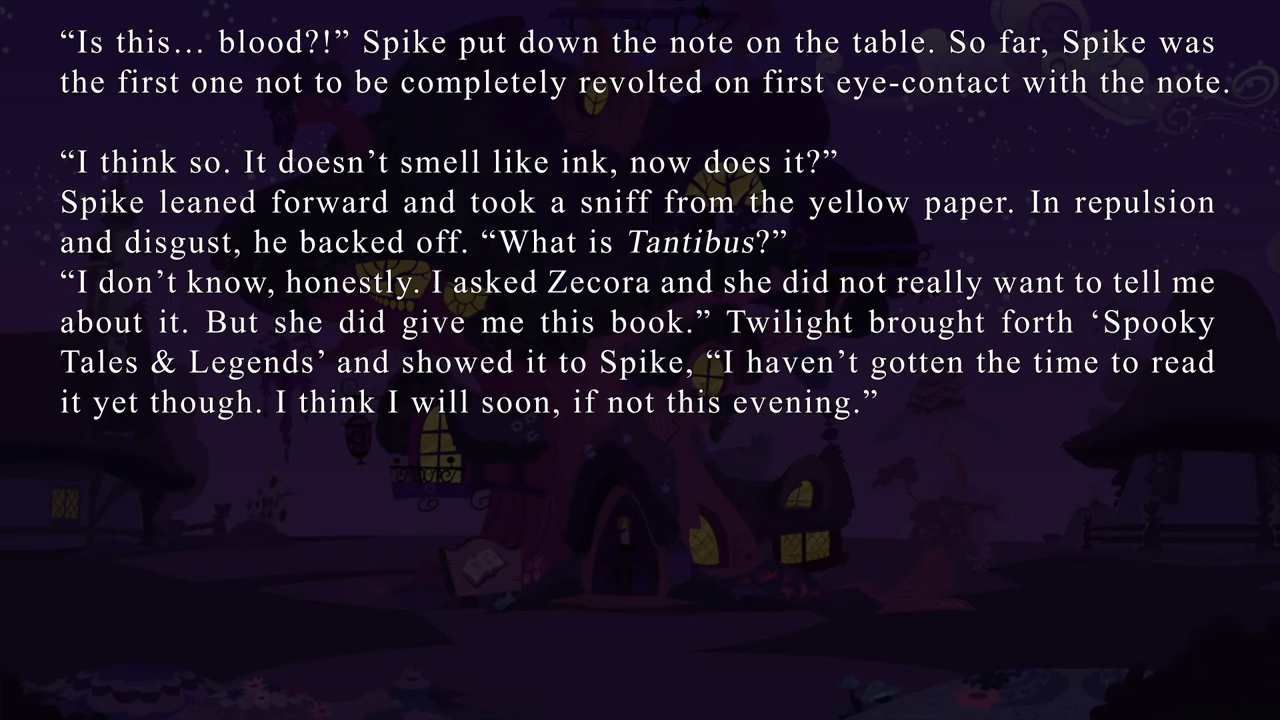 “Is this… blood?!” Spike put down the note on the table. So far, Spike was
the first one not to be completely revolted on first eye-contact with the note.
“I think so. It doesn’t smell like ink, now does it?”
Spike leaned forward and took a sniff from the yellow paper. In repulsion
and disgust, he backed off. “What is Tantibus?”
“I don’t know, honestly. I asked Zecora and she did not really want to tell me
about it. But she did give me this book.” Twilight brought forth ‘Spooky
Tales & Legends’ and showed it to Spike, “I haven’t gotten the time to read
it yet though. I think I will soon, if not this evening.”